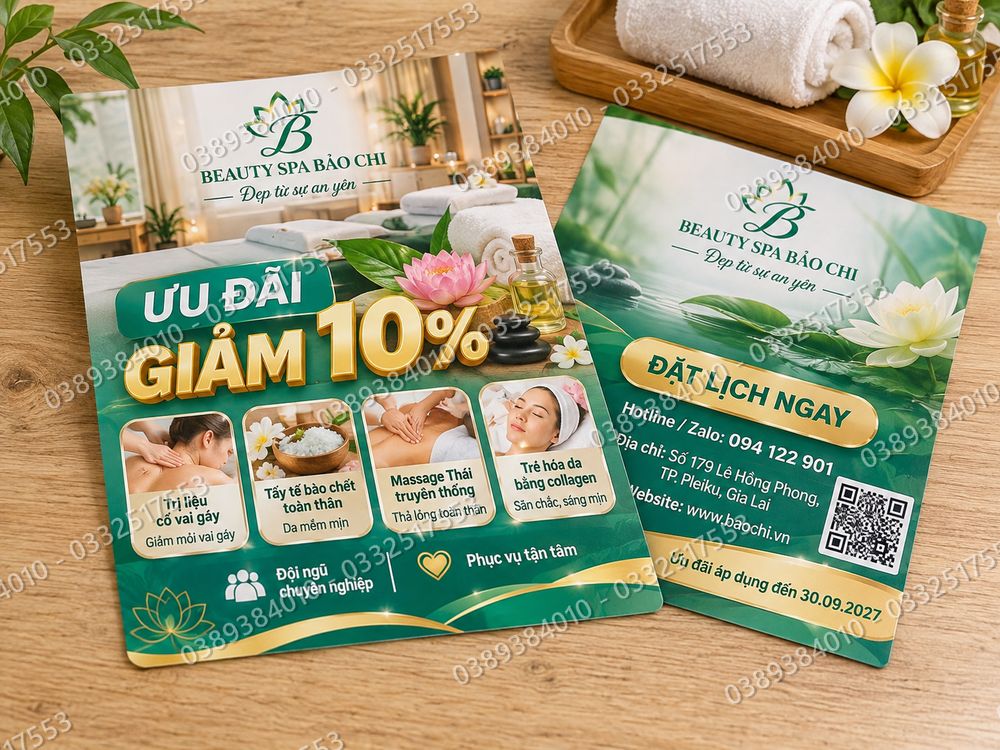 BEAUTY SPA BẢO CHI
Đẹp từ sự an yên
ƯU ĐÃI
GIẢM 10%
Trị liệu
cổ vai gáy
Giảm mỏi vai gáy
Tẩy tế bào chết
toàn thân
Da mềm mịn
Massage Thái
truyền thống
Thả lỏng toàn thân
Trẻ hóa da
bằng collagen
Săn chắc, sáng mịn
Đội ngũ
chuyên nghiệp
Phục vụ tận tâm
BEAUTY SPA BẢO CHI
Đẹp từ sự an yên
ĐẶT LỊCH NGAY
Hotline / Zalo: 094 122 901
Địa chỉ: Số 179 Lê Hồng Phong,
TP. Pleiku, Gia Lai
Website: www.baochi.vn
Ưu đãi áp dụng đến 30.09.2027
0389384010 - 0332517553